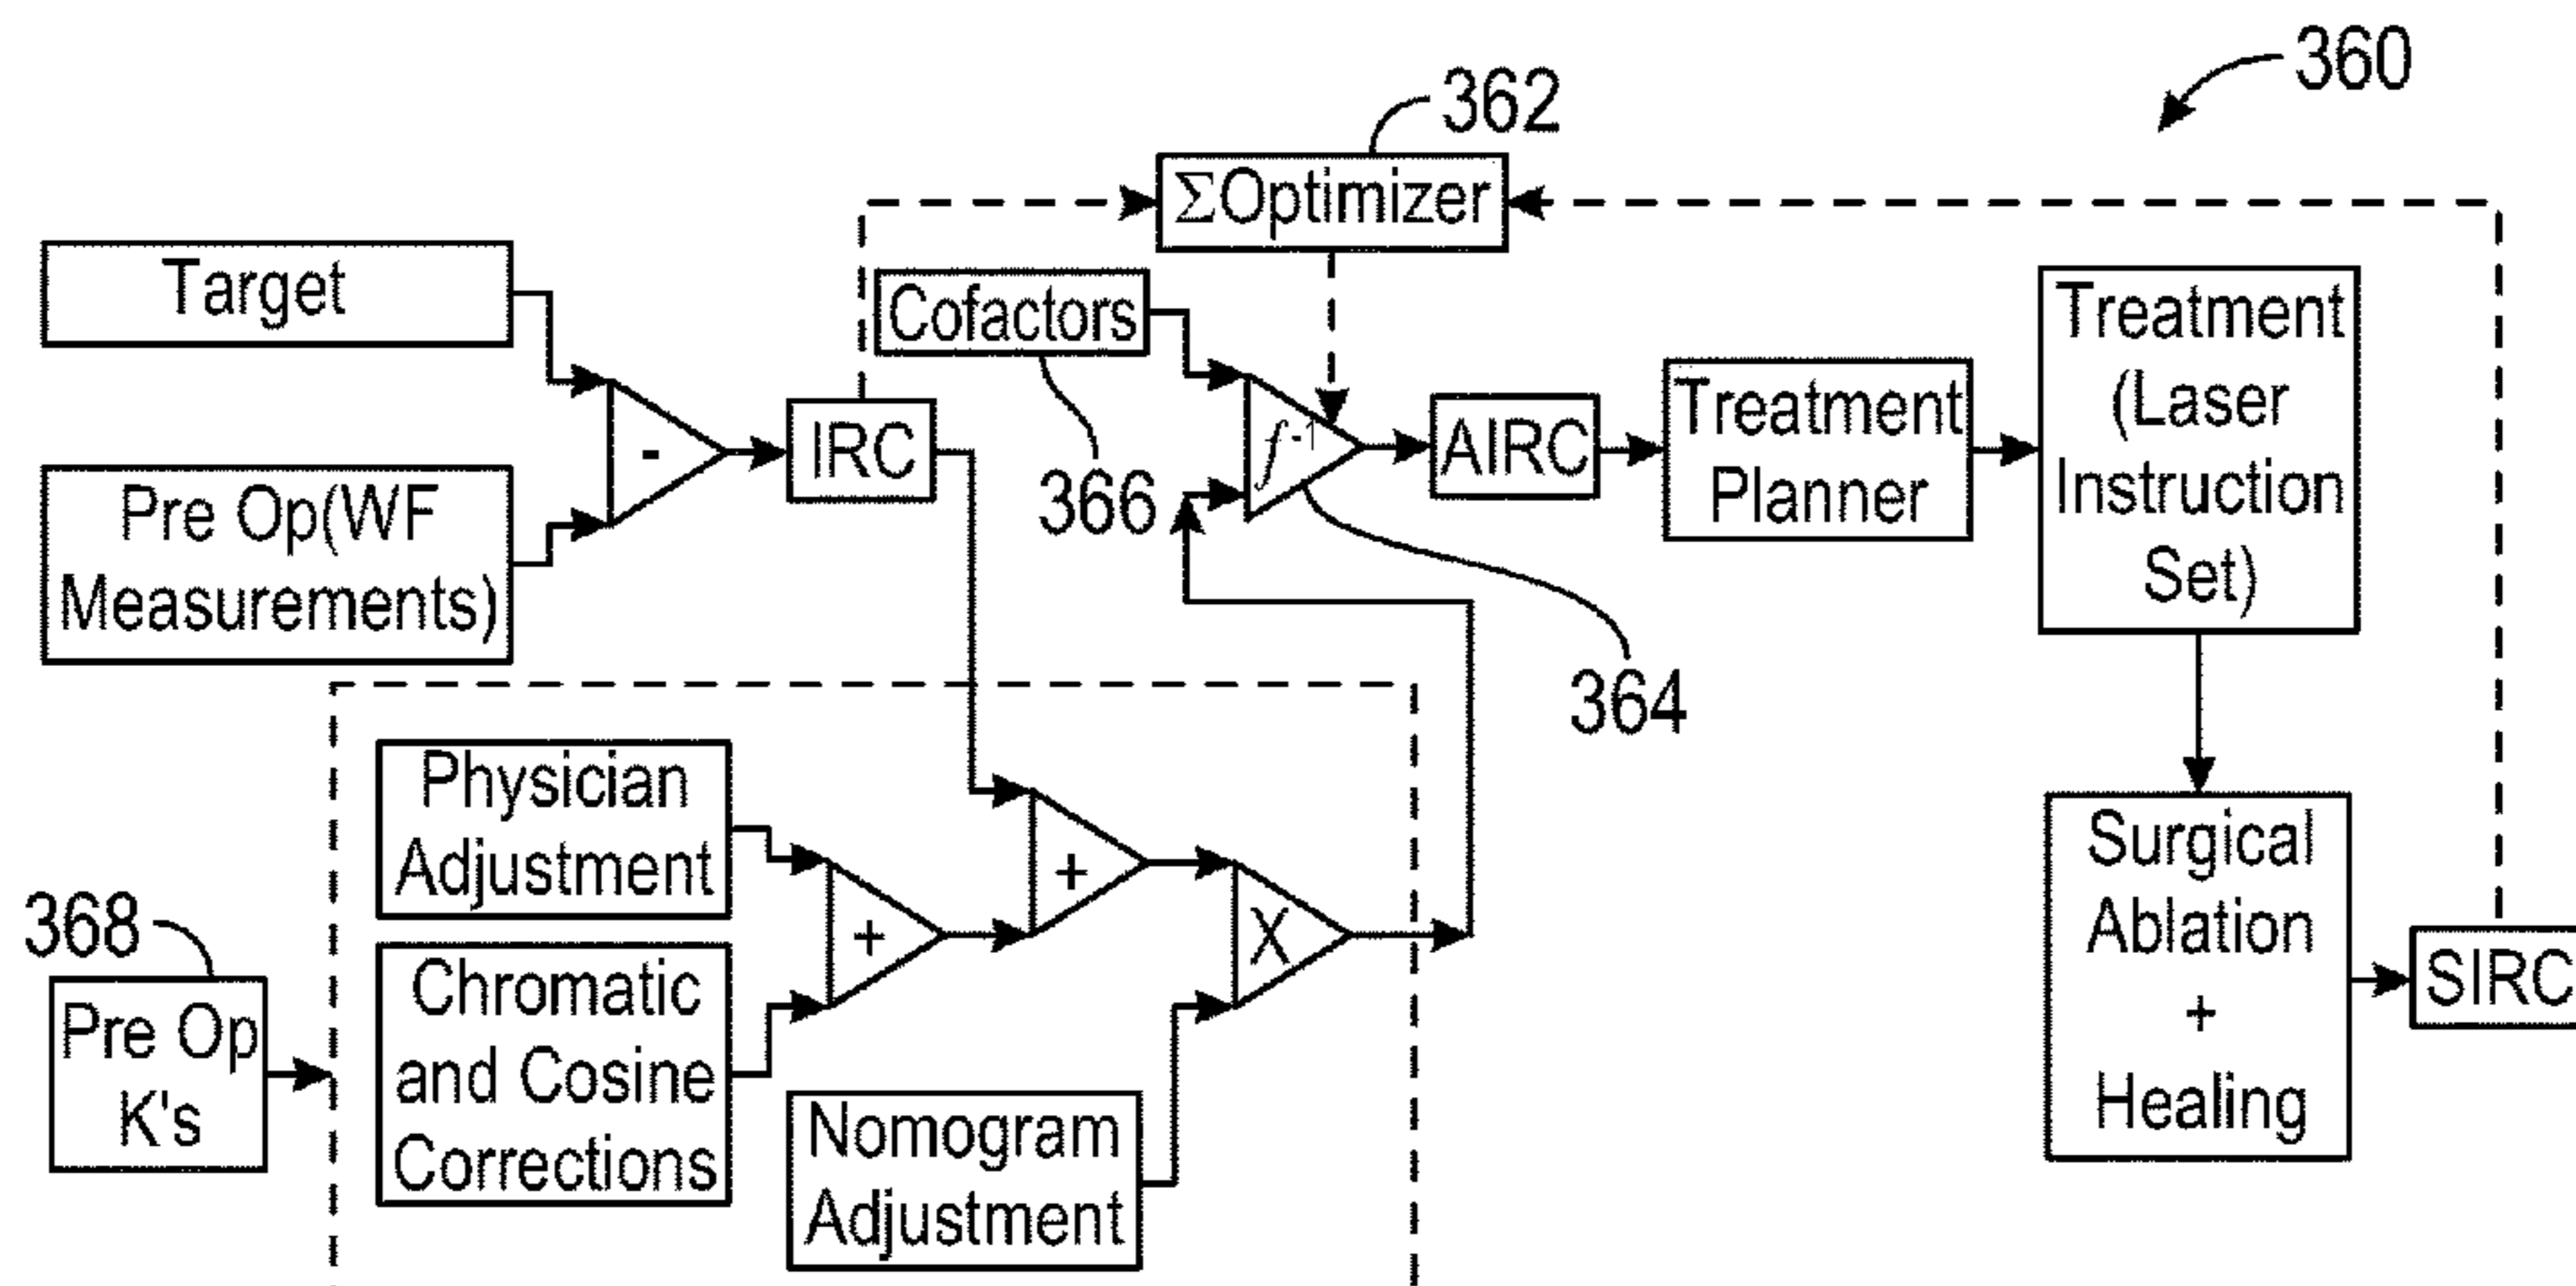 360
362
ΣOptimizer
Target
Cofactors
Treatment
(Laser
Instruction
Set)
Pre Op(WF
Measurements)
-
IRC
366
f-1
AIRC
Treatment
Planner
364
Physician
Adjustment
+
+
X
Surgical
Ablation
+
Healing
SIRC
368
Pre Op
K's
Chromatic
and Cosine
Corrections
Nomogram
Adjustment